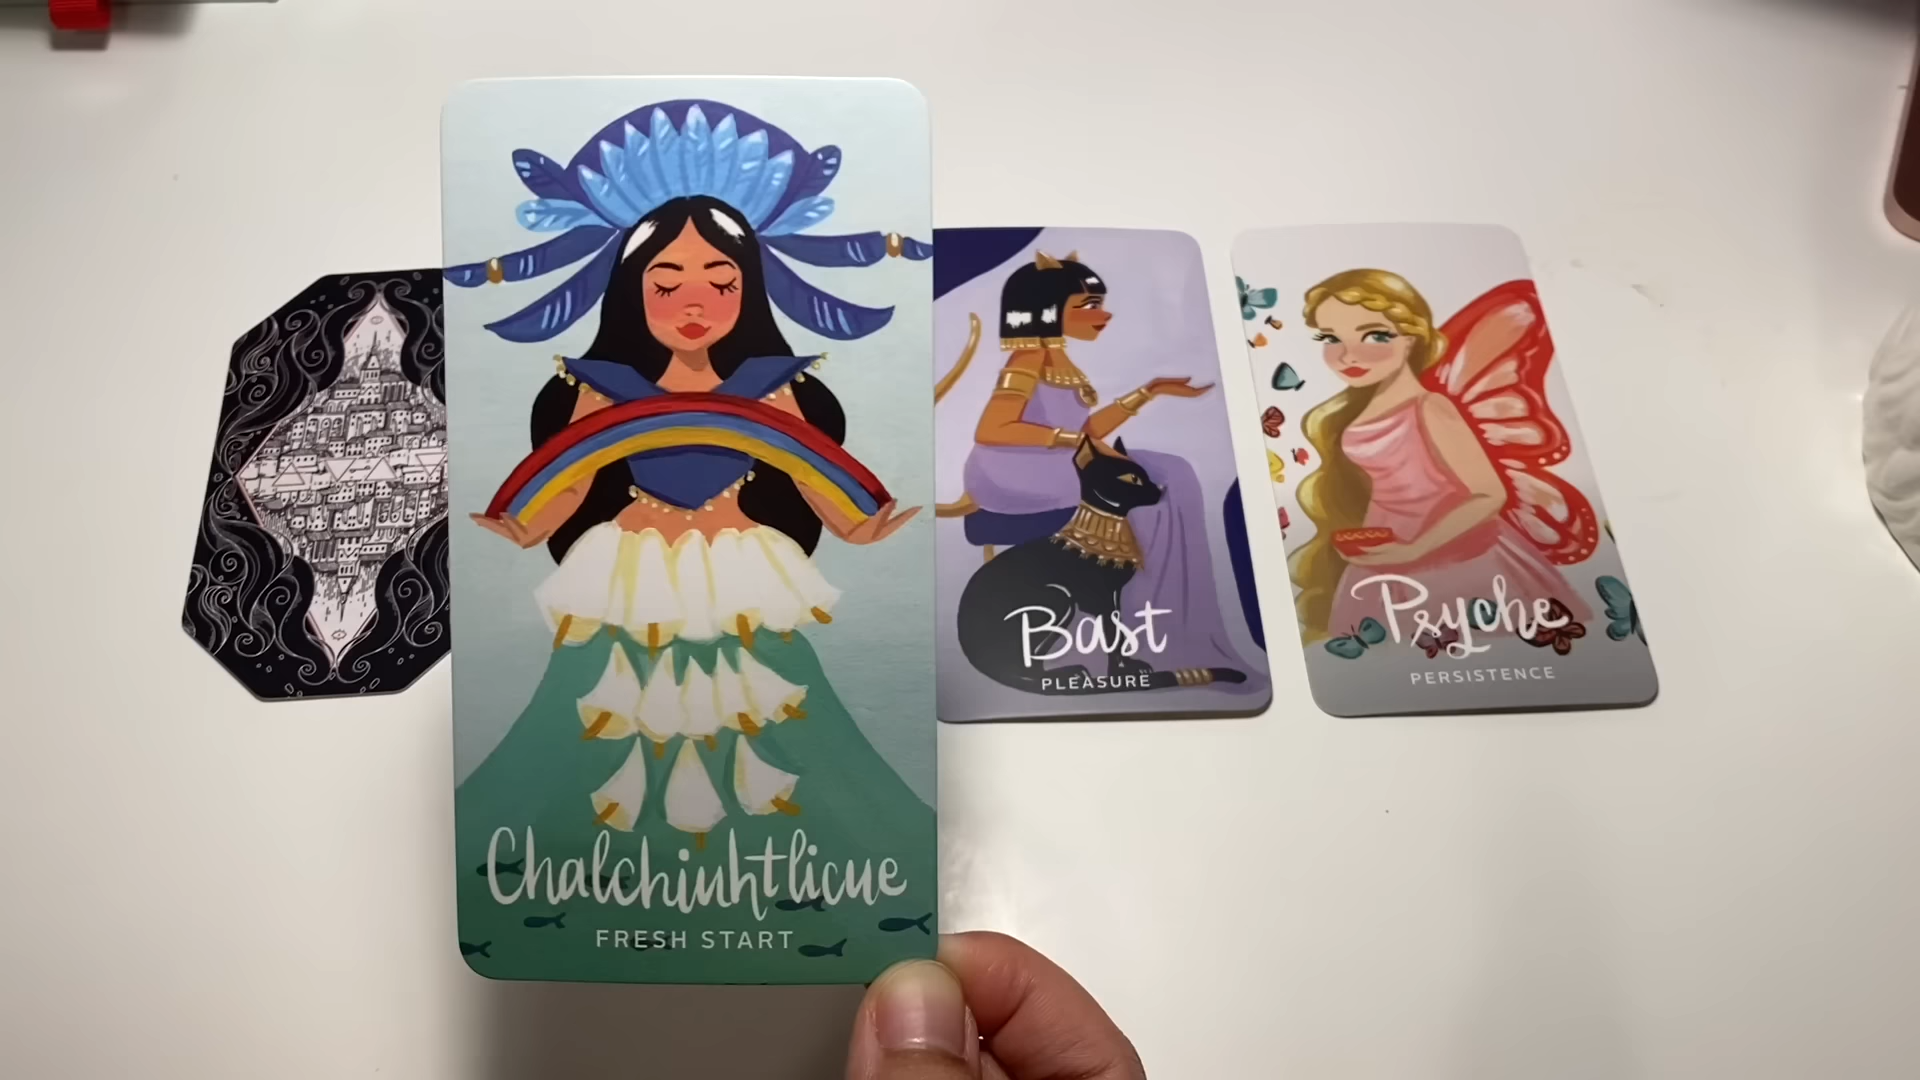 Chalchiuhtlicue
FRESH START
Bast
PLEASURE
Psyche
PERSISTENCE